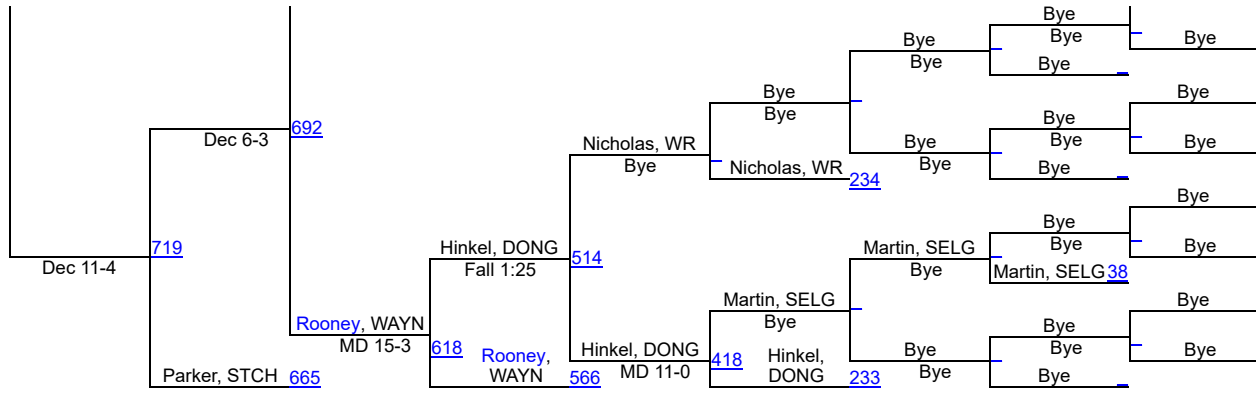 Bye
Bye
Bye
Bye
Bye
Bye
Bye
Bye
Bye
692
Dec 6-3
Nicholas, WR
Bye
Bye
Bye
Bye
Bye
Bye
Nicholas, WR 234
Bye
Bye
719
Dec 11-4
Hinkel, DONG
Fall 1:25
514
Martin, SELG
Bye
Bye
Bye
Bye
Martin, SELG 38
Martin, SELG
Bye
Bye
Rooney, WAYN
MD 15-3
618
Rooney,
WAYN 566
Hinkel, DONG
MD 11-0
418
Hinkel,
DONG 233
Bye
Bye
Bye
Bye
Bye
Bye
Parker, STCH 665